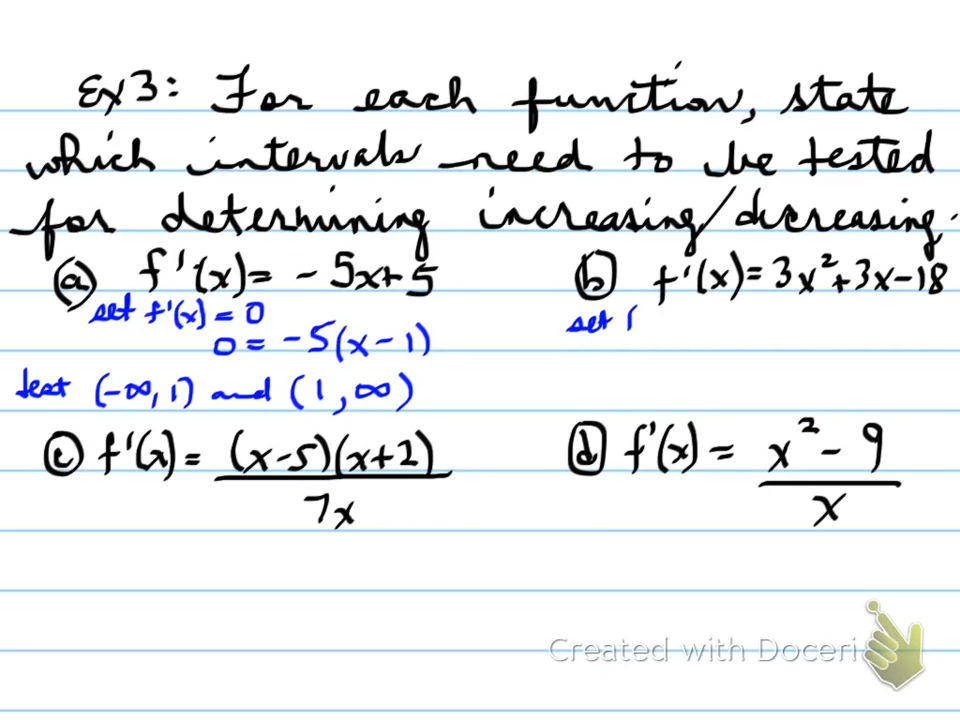 Ex3: For each function, state
which intervals need to be tested
for determining increasing/decreasing.
(a) f'(x) = -5x+5
set f'(x) = 0
0 = -5(x-1)
test (-∞, 1) and (1, ∞)
(b) f'(x) = 3x²+3x-18
set f
(c) f'(x) = (x-5)(x+2)
7x
(d) f'(x) = x² - 9
x
Created with Doceri